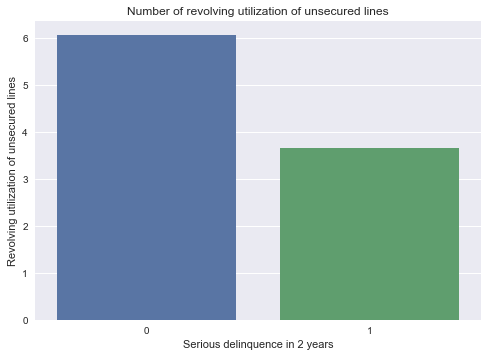 Number of revolving utilization of unsecured lines
Revolving utilization of unsecured lines
6
5
4
3
2
1
0
0 1
Serious delinquence in 2 years